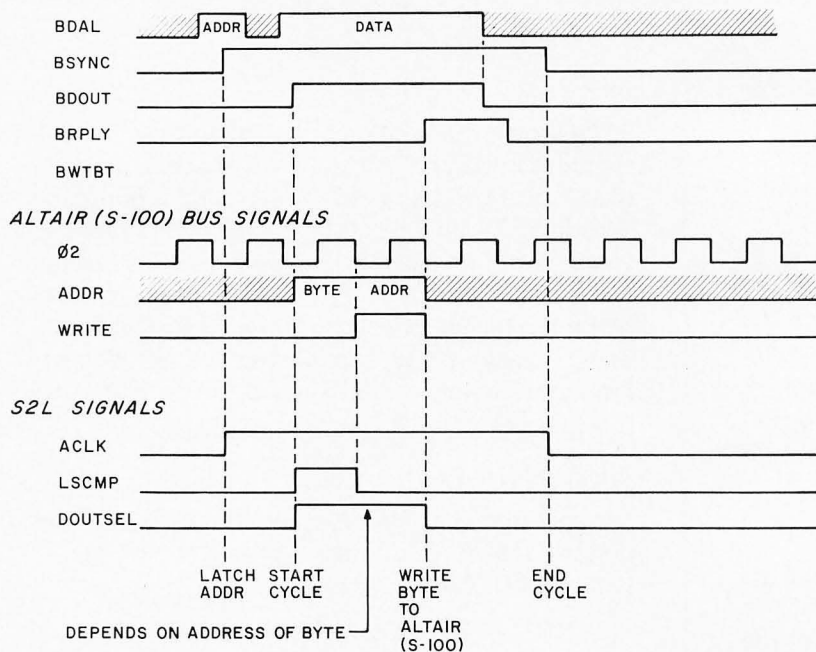 BDAL ADDR DATA
BSYNC
BDOUT
BRPLY
BWTBT
ALTAIR (S-100) BUS SIGNALS
Ø2
ADDR BYTE ADDR
WRITE
S2L SIGNALS
ACLK
LSCMP
DOUTSEL
LATCH ADDR
START CYCLE
WRITE BYTE TO ALTAIR (S-100)
END CYCLE
DEPENDS ON ADDRESS OF BYTE